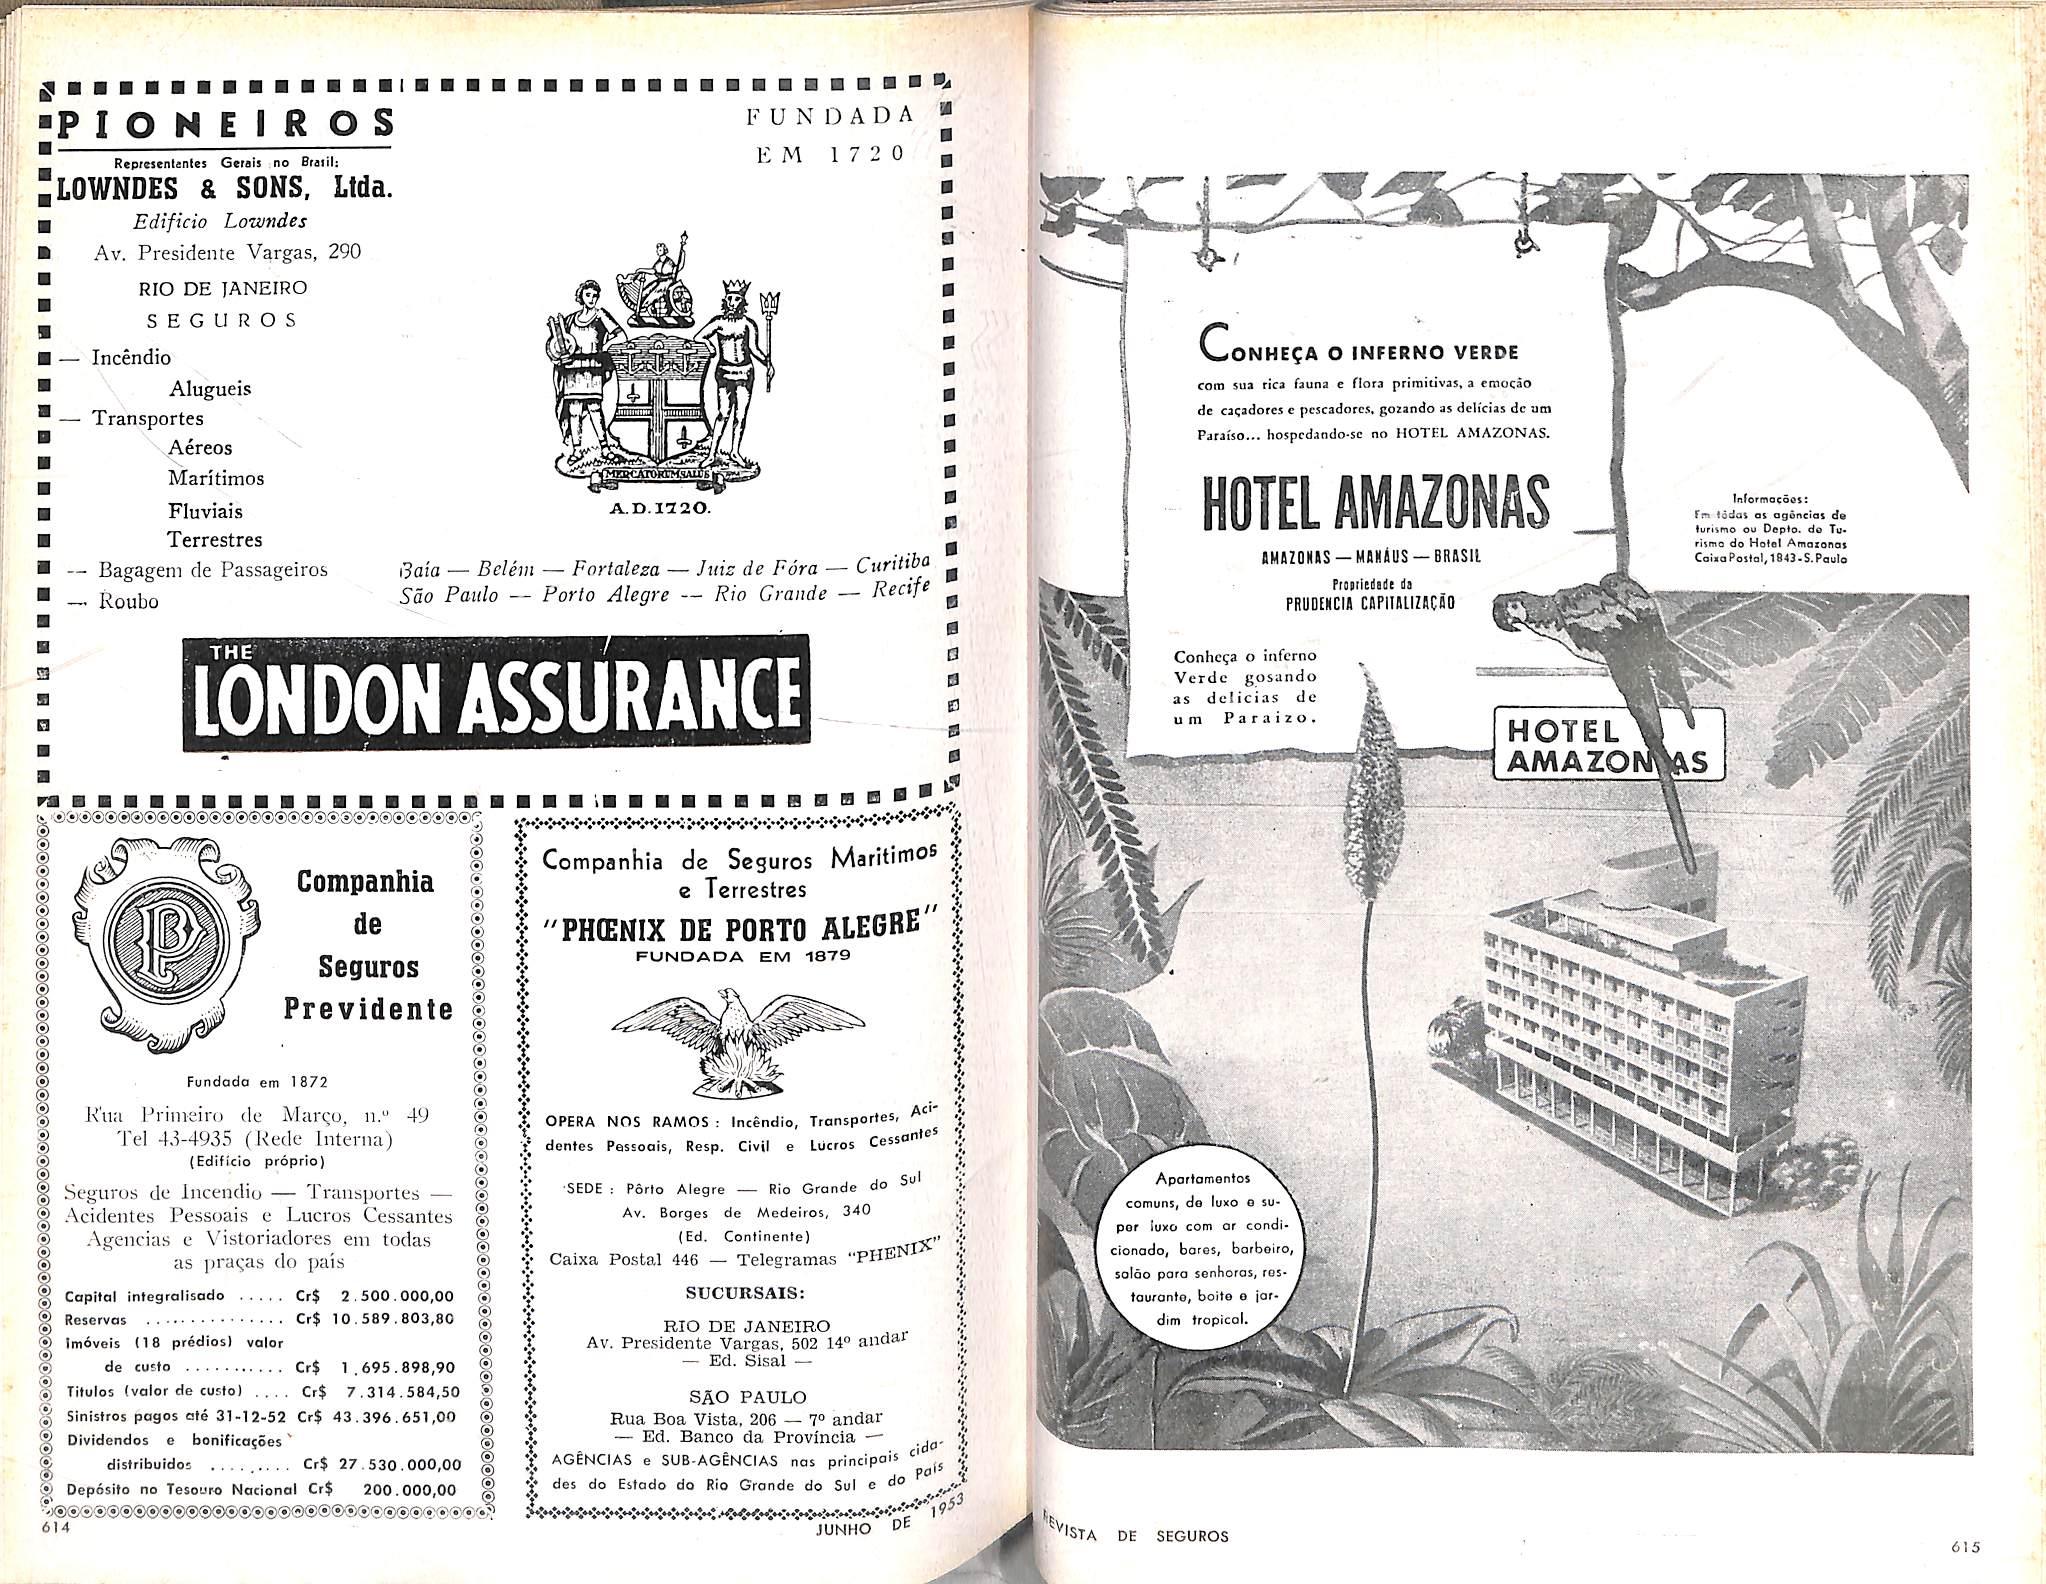 PIONEIROS
Representantes Gerais no Brasil:
LOWNDES & SONS, Ltda.
Edificio Lowndes
Av. Presidente Vargas, 290
RIO DE JANEIRO
SEGUROS
— Incêndio
Alugueis
— Transportes
Aéreos
Marítimos
Fluviais
Terrestres
— Bagagem de Passageiros
— Roubo
FUNDADA
EM 1720
MERCATORUM SALUS
A.D. 1720.
Baía — Belém — Fortaleza — Juiz de Fóra — Curitiba
São Paulo — Porto Alegre — Rio Grande — Recife
THE
LONDON ASSURANCE
P
Companhia
de
Seguros
Previdente
Fundada em 1872
Rua Primeiro de Março, n.º 49
Tel 43-4935 (Rede Interna)
(Edifício próprio)
Seguros de Incendio — Transportes —
Acidentes Pessoais e Lucros Cessantes
Agencias e Vistoriadores em todas
as praças do país
Capital integralisado ..... Cr$ 2.500.000,00
Reservas ............... Cr$ 10.589.803,80
Imóveis (18 prédios) valor
de custo ........... Cr$ 1.695.898,90
Titulos (valor de custo) .... Cr$ 7.314.584,50
Sinistros pagos até 31-12-52 Cr$ 43.396.651,00
Dividendos e bonificações
distribuidos ......... Cr$ 27.530.000,00
Depósito no Tesouro Nacional Cr$ 200.000,00
614
Companhia de Seguros Maritimos
e Terrestres
"PHŒNIX DE PORTO ALEGRE"
FUNDADA EM 1879
OPERA NOS RAMOS : Incêndio, Transportes, Aci-
dentes Pessoais, Resp. Civil e Lucros Cessantes
SEDE : Pôrto Alegre — Rio Grande do Sul
Av. Borges de Medeiros, 340
(Ed. Continente)
Caixa Postal 446 — Telegramas "PHENIX"
SUCURSAIS:
RIO DE JANEIRO
Av. Presidente Vargas, 502 14º andar
— Ed. Sisal —
SÃO PAULO
Rua Boa Vista, 206 — 7º andar
— Ed. Banco da Província —
AGÊNCIAS e SUB-AGÊNCIAS nas principais cida-
des do Estado do Rio Grande do Sul e do País
JUNHO DE 1953
CONHEÇA O INFERNO VERDE
com sua rica fauna e flora primitivas, a emoção
de caçadores e pescadores, gozando as delícias de um
Paraíso... hospedando-se no HOTEL AMAZONAS.
HOTEL AMAZONAS
AMAZONAS — MANÁUS — BRASIL
Propriedade da
PRUDENCIA CAPITALIZAÇÃO
Conheça o inferno
Verde gosando
as delicias de
um Paraizo.
Informações:
Em tôdas as agências de
turismo ou Depto. de Tu-
rismo do Hotel Amazonas
Caixa Postal, 1843-S. Paulo
HOTEL
AMAZONAS
Apartamentos
comuns, de luxo e su-
per luxo com ar condi-
cionado, bares, barbeiro,
salão para senhoras, res-
taurante, boite e jar-
dim tropical.
REVISTA DE SEGUROS
615